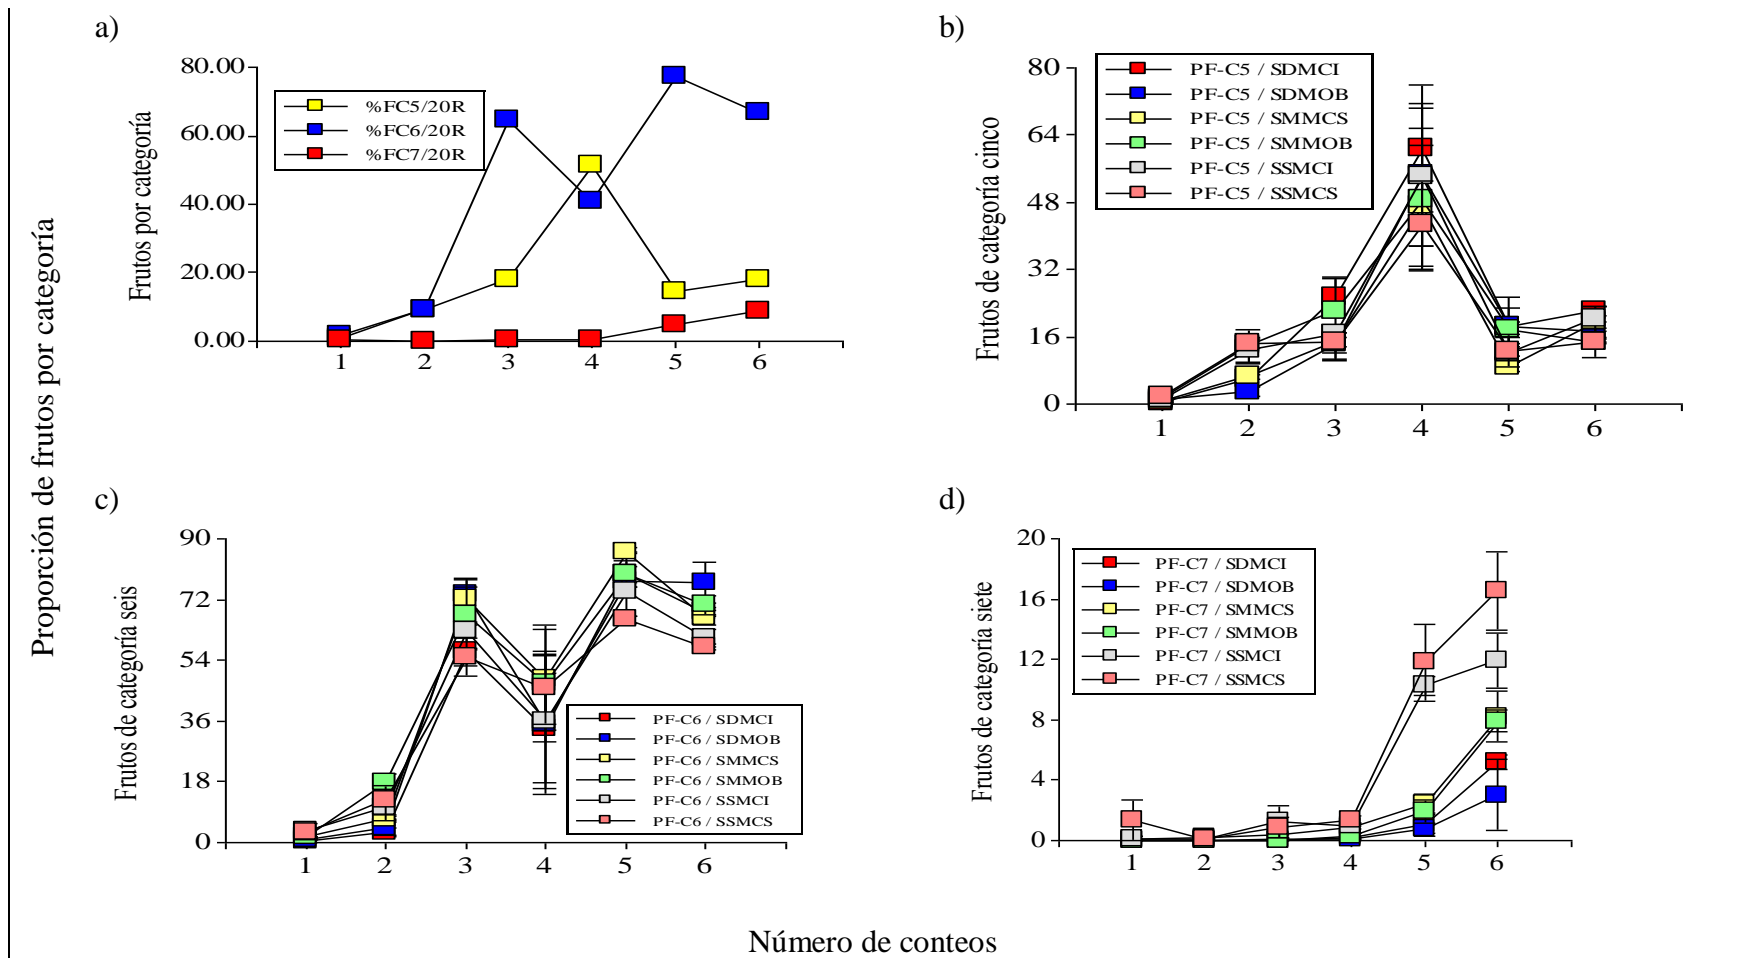 a)
80.00
60.00
40.00
20.00
0.00
Frutos por categoría
%FC5/20R
%FC6/20R
%FC7/20R
1 2 3 4 5 6
b)
80
64
48
32
16
0
Frutos de categoría cinco
PF-C5 / SDMCI
PF-C5 / SDMOB
PF-C5 / SMMCS
PF-C5 / SMMOB
PF-C5 / SSMCI
PF-C5 / SSMCS
1 2 3 4 5 6
Proporción de frutos por categoría
c)
90
72
54
36
18
0
Frutos de categoría seis
PF-C6 / SDMCI
PF-C6 / SDMOB
PF-C6 / SMMCS
PF-C6 / SMMOB
PF-C6 / SSMCI
PF-C6 / SSMCS
1 2 3 4 5 6
d)
20
16
12
8
4
0
Frutos de categoría siete
PF-C7 / SDMCI
PF-C7 / SDMOB
PF-C7 / SMMCS
PF-C7 / SMMOB
PF-C7 / SSMCI
PF-C7 / SSMCS
1 2 3 4 5 6
Número de conteos